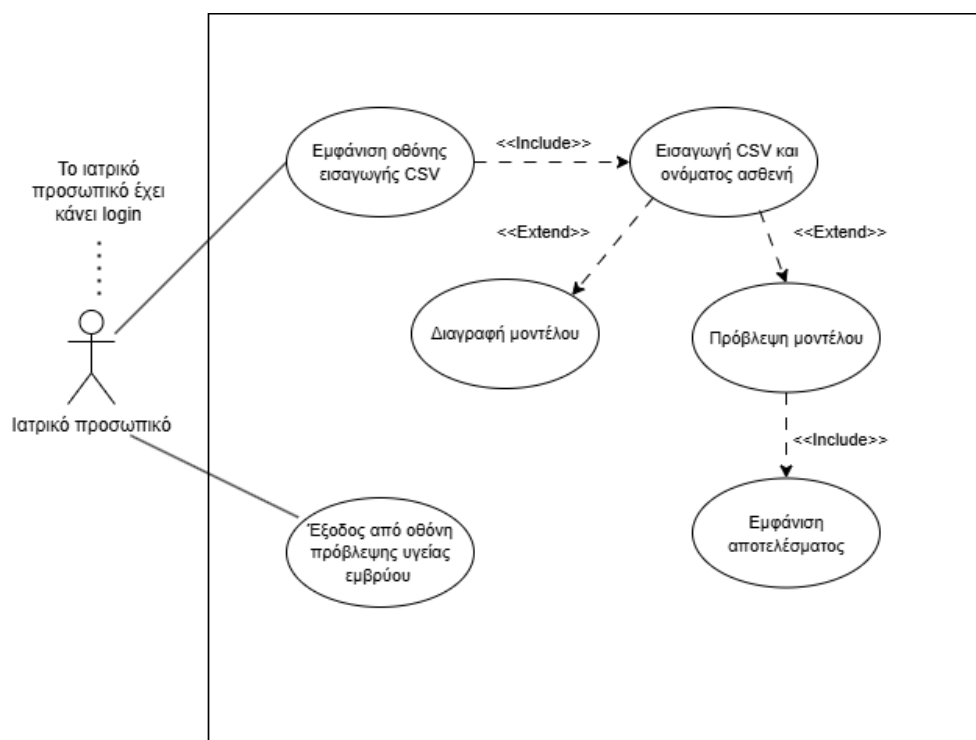 Εμφάνιση οθόνης
εισαγωγής CSV
<<Include>>
Εισαγωγή CSV και
ονόματος ασθενή
Το ιατρικό
προσωπικό έχει
κάνει login
<<Extend>>
<<Extend>>
Διαγραφή μοντέλου
Πρόβλεψη μοντέλου
Ιατρικό προσωπικό
<<Include>>
Έξοδος από οθόνη
πρόβλεψης υγείας
εμβρύου
Εμφάνιση
αποτελέσματος